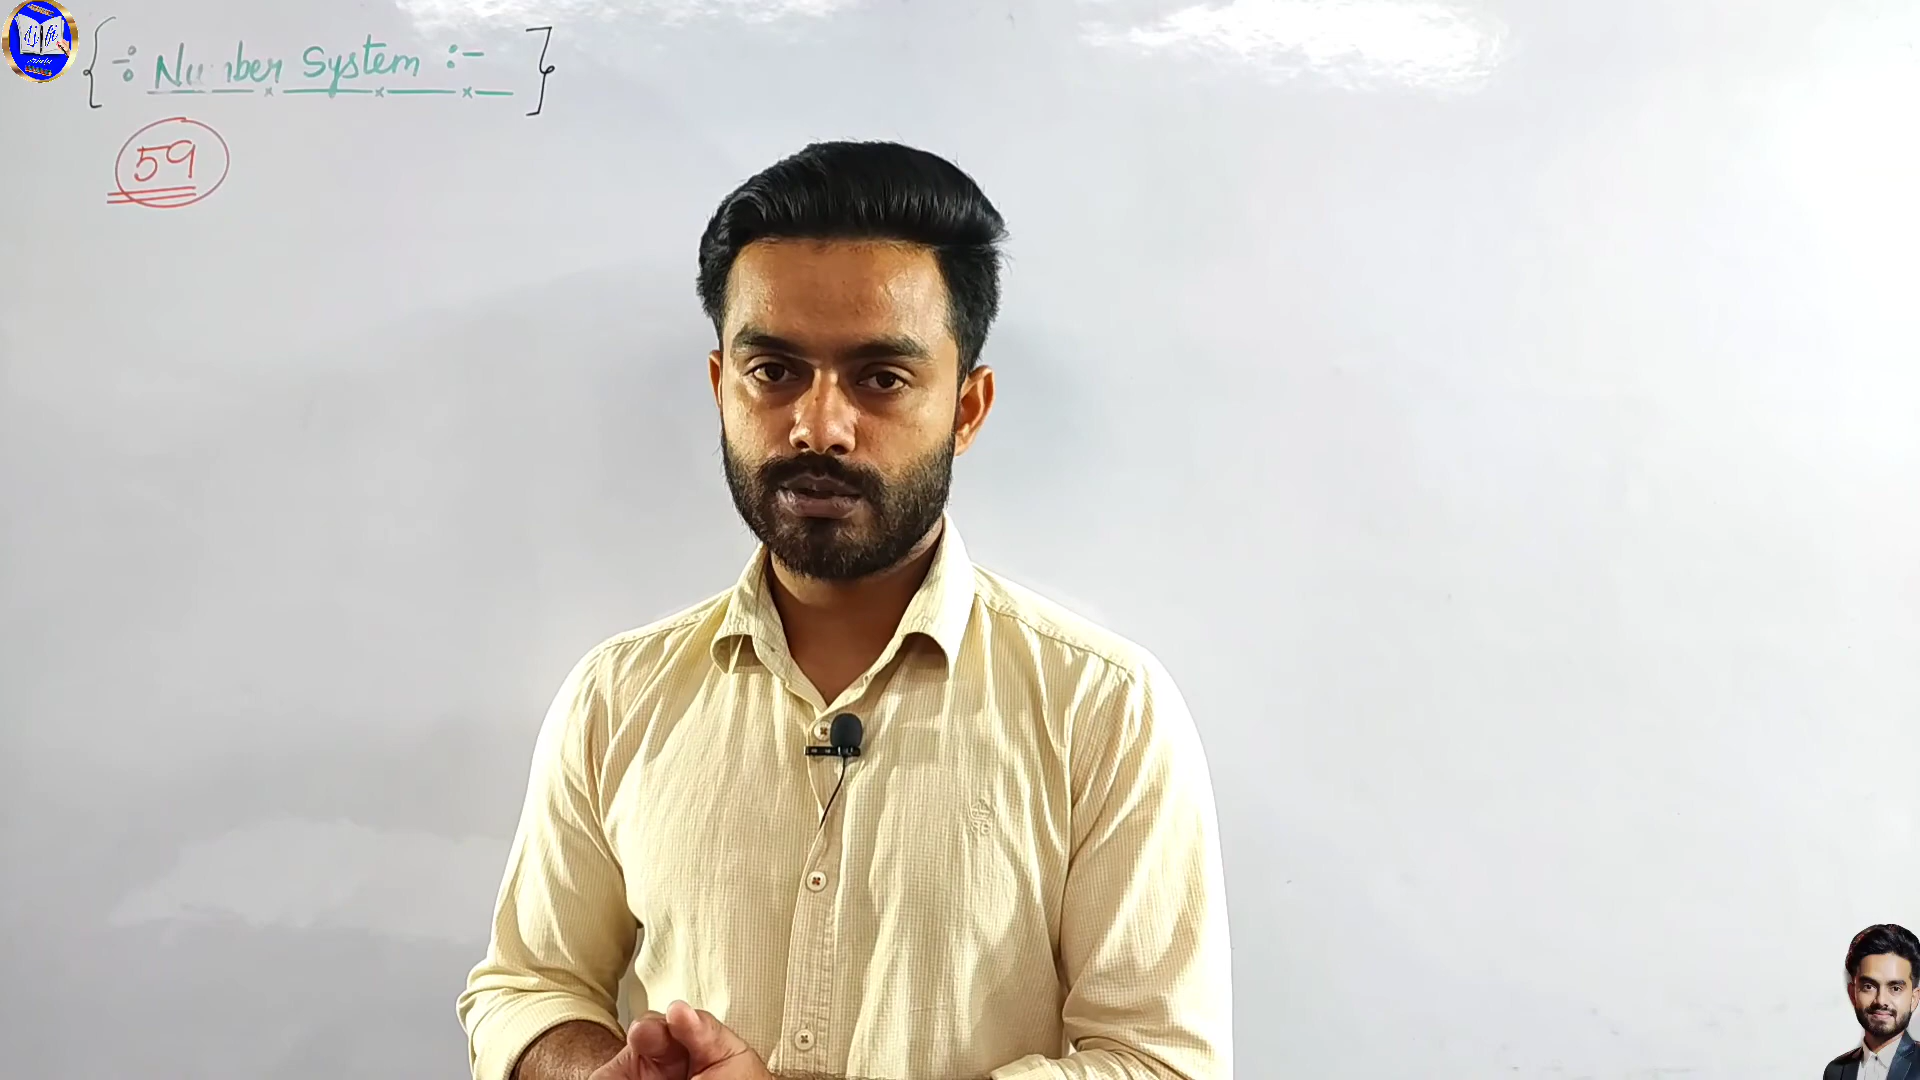 { ÷ Number System :- }
59